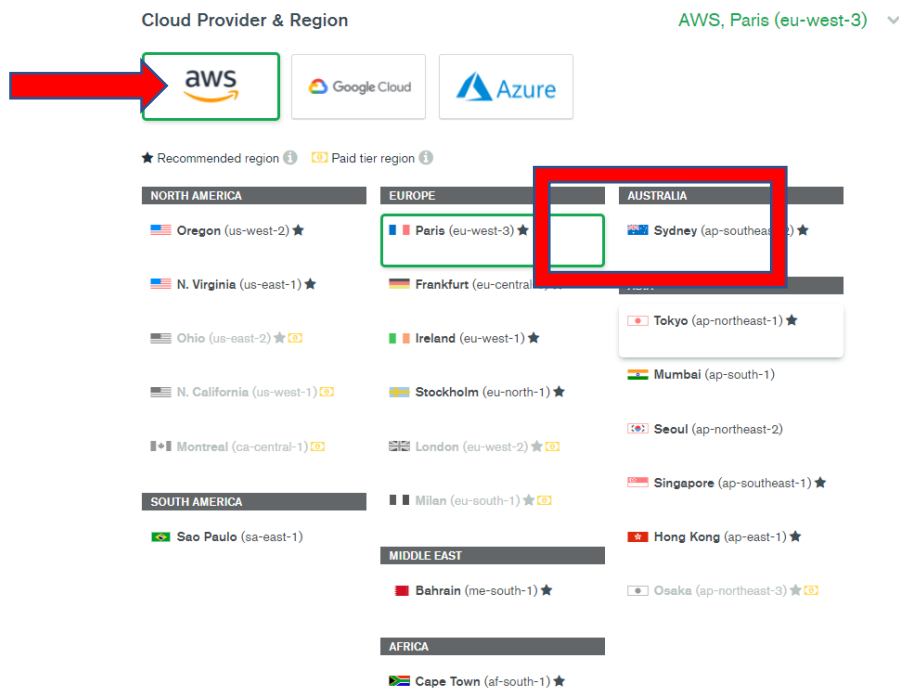 Cloud Provider & Region
AWS, Paris (eu-west-3)
aws
Google Cloud
Azure
Recommended region
Paid tier region
NORTH AMERICA
Oregon (us-west-2)
N. Virginia (us-east-1)
Ohio (us-east-2)
N. California (us-west-1)
Montreal (ca-central-1)
SOUTH AMERICA
Sao Paulo (sa-east-1)
EUROPE
Paris (eu-west-3)
Frankfurt (eu-central
Ireland (eu-west-1)
Stockholm (eu-north-1)
London (eu-west-2)
Milan (eu-south-1)
MIDDLE EAST
Bahrain (me-south-1)
AFRICA
Cape Town (af-south-1)
AUSTRALIA
Sydney (ap-southeas 2)
Tokyo (ap-northeast-1)
Mumbai (ap-south-1)
Seoul (ap-northeast-2)
Singapore (ap-southeast-1)
Hong Kong (ap-east-1)
Osaka (ap-northeast-3)